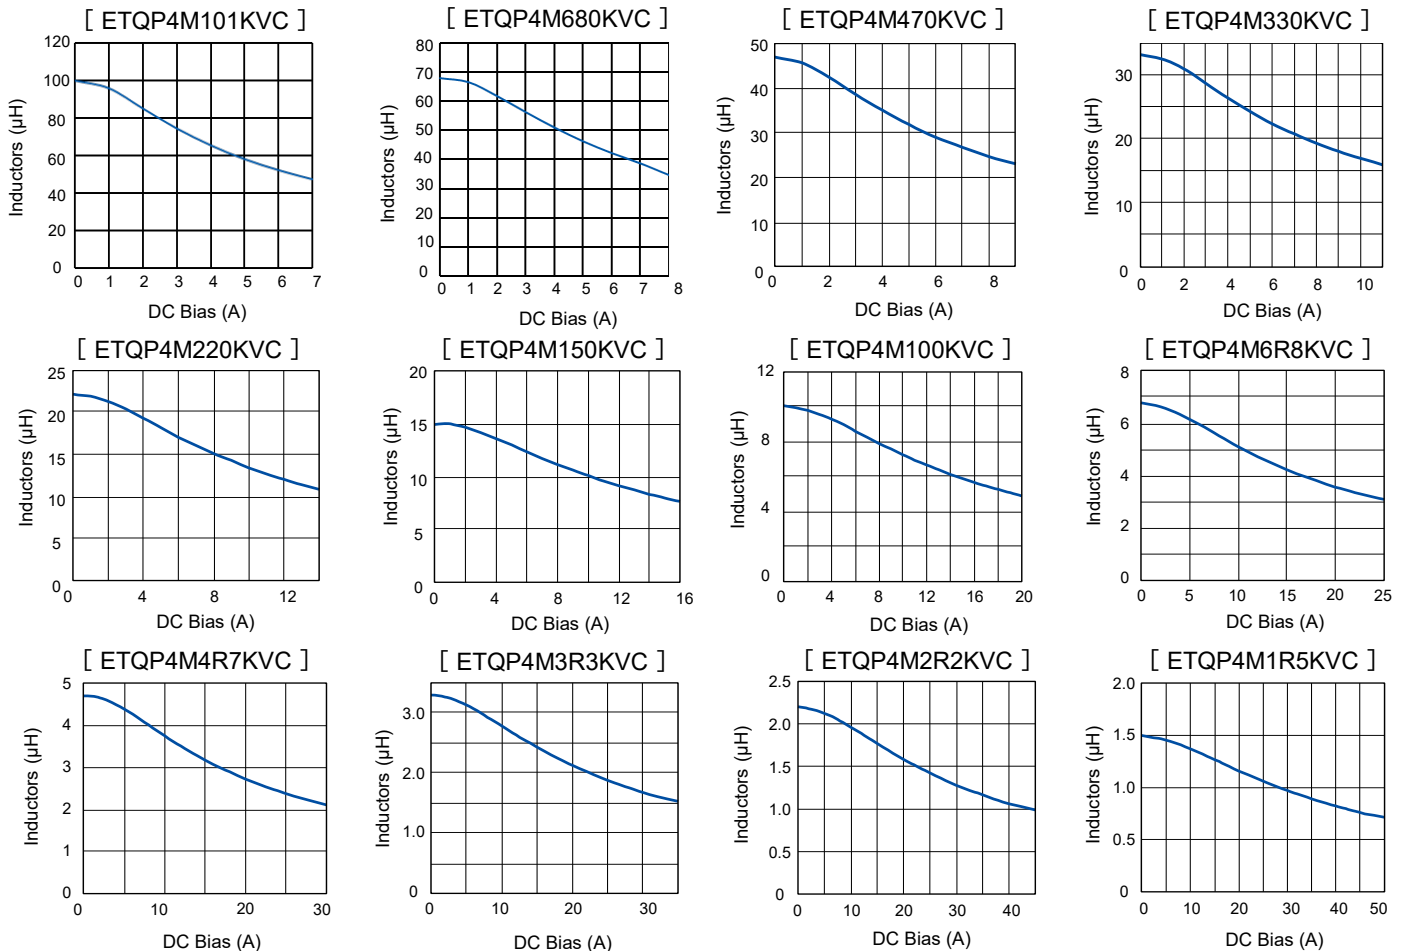 [ ETQP4M101KVC ]
120
100
80
60
40
20
0
Inductors (μH)
0 1 2 3 4 5 6 7
DC Bias (A)
[ ETQP4M680KVC ]
80
70
60
50
40
30
20
10
0
Inductors (μH)
0 1 2 3 4 5 6 7 8
DC Bias (A)
[ ETQP4M470KVC ]
50
40
30
20
10
0
Inductors (μH)
0 2 4 6 8
DC Bias (A)
[ ETQP4M330KVC ]
30
20
10
0
Inductors (μH)
0 2 4 6 8 10
DC Bias (A)
[ ETQP4M220KVC ]
25
20
15
10
5
0
Inductors (μH)
0 4 8 12
DC Bias (A)
[ ETQP4M150KVC ]
20
15
10
5
0
Inductors (μH)
0 4 8 12 16
DC Bias (A)
[ ETQP4M100KVC ]
12
8
4
0
Inductors (μH)
0 4 8 12 16 20
DC Bias (A)
[ ETQP4M6R8KVC ]
8
6
4
2
0
Inductors (μH)
0 5 10 15 20 25
DC Bias (A)
[ ETQP4M4R7KVC ]
5
4
3
2
1
0
Inductors (μH)
0 10 20 30
DC Bias (A)
[ ETQP4M3R3KVC ]
3.0
2.0
1.0
0
Inductors (μH)
0 10 20 30
DC Bias (A)
[ ETQP4M2R2KVC ]
2.5
2.0
1.5
1.0
0.5
0
Inductors (μH)
0 10 20 30 40
DC Bias (A)
[ ETQP4M1R5KVC ]
2.0
1.5
1.0
0.5
0
Inductors (μH)
0 10 20 30 40 50
DC Bias (A)